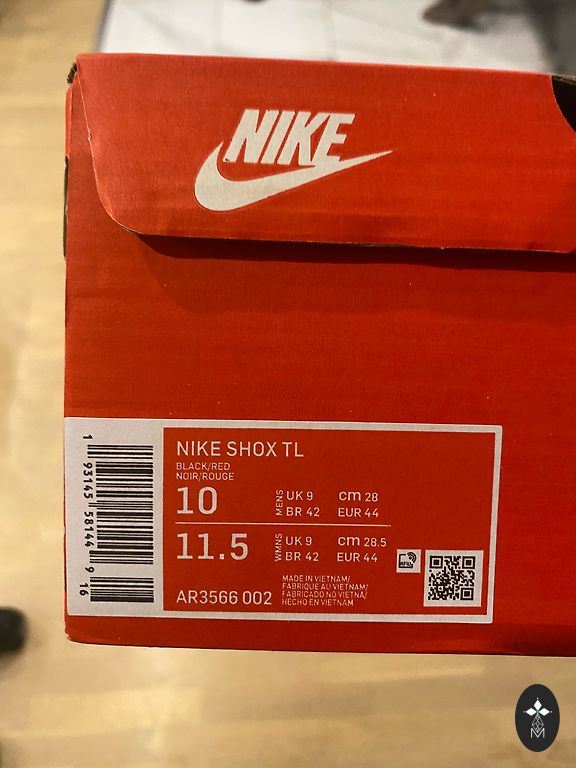 NIKE
NIKE SHOX TL
BLACK/RED
NOIR/ROUGE
10 MENS UK 9 cm 28
BR 42 EUR 44
11.5 WMNS UK 9 cm 28.5
BR 42 EUR 44
AR3566 002
MADE IN VIETNAM/
FABRIQUE AU VIETNAM/
FABRICADO NO VIETNÃ/
HECHO EN VIETNAM
1 93145 58144 9 16
M